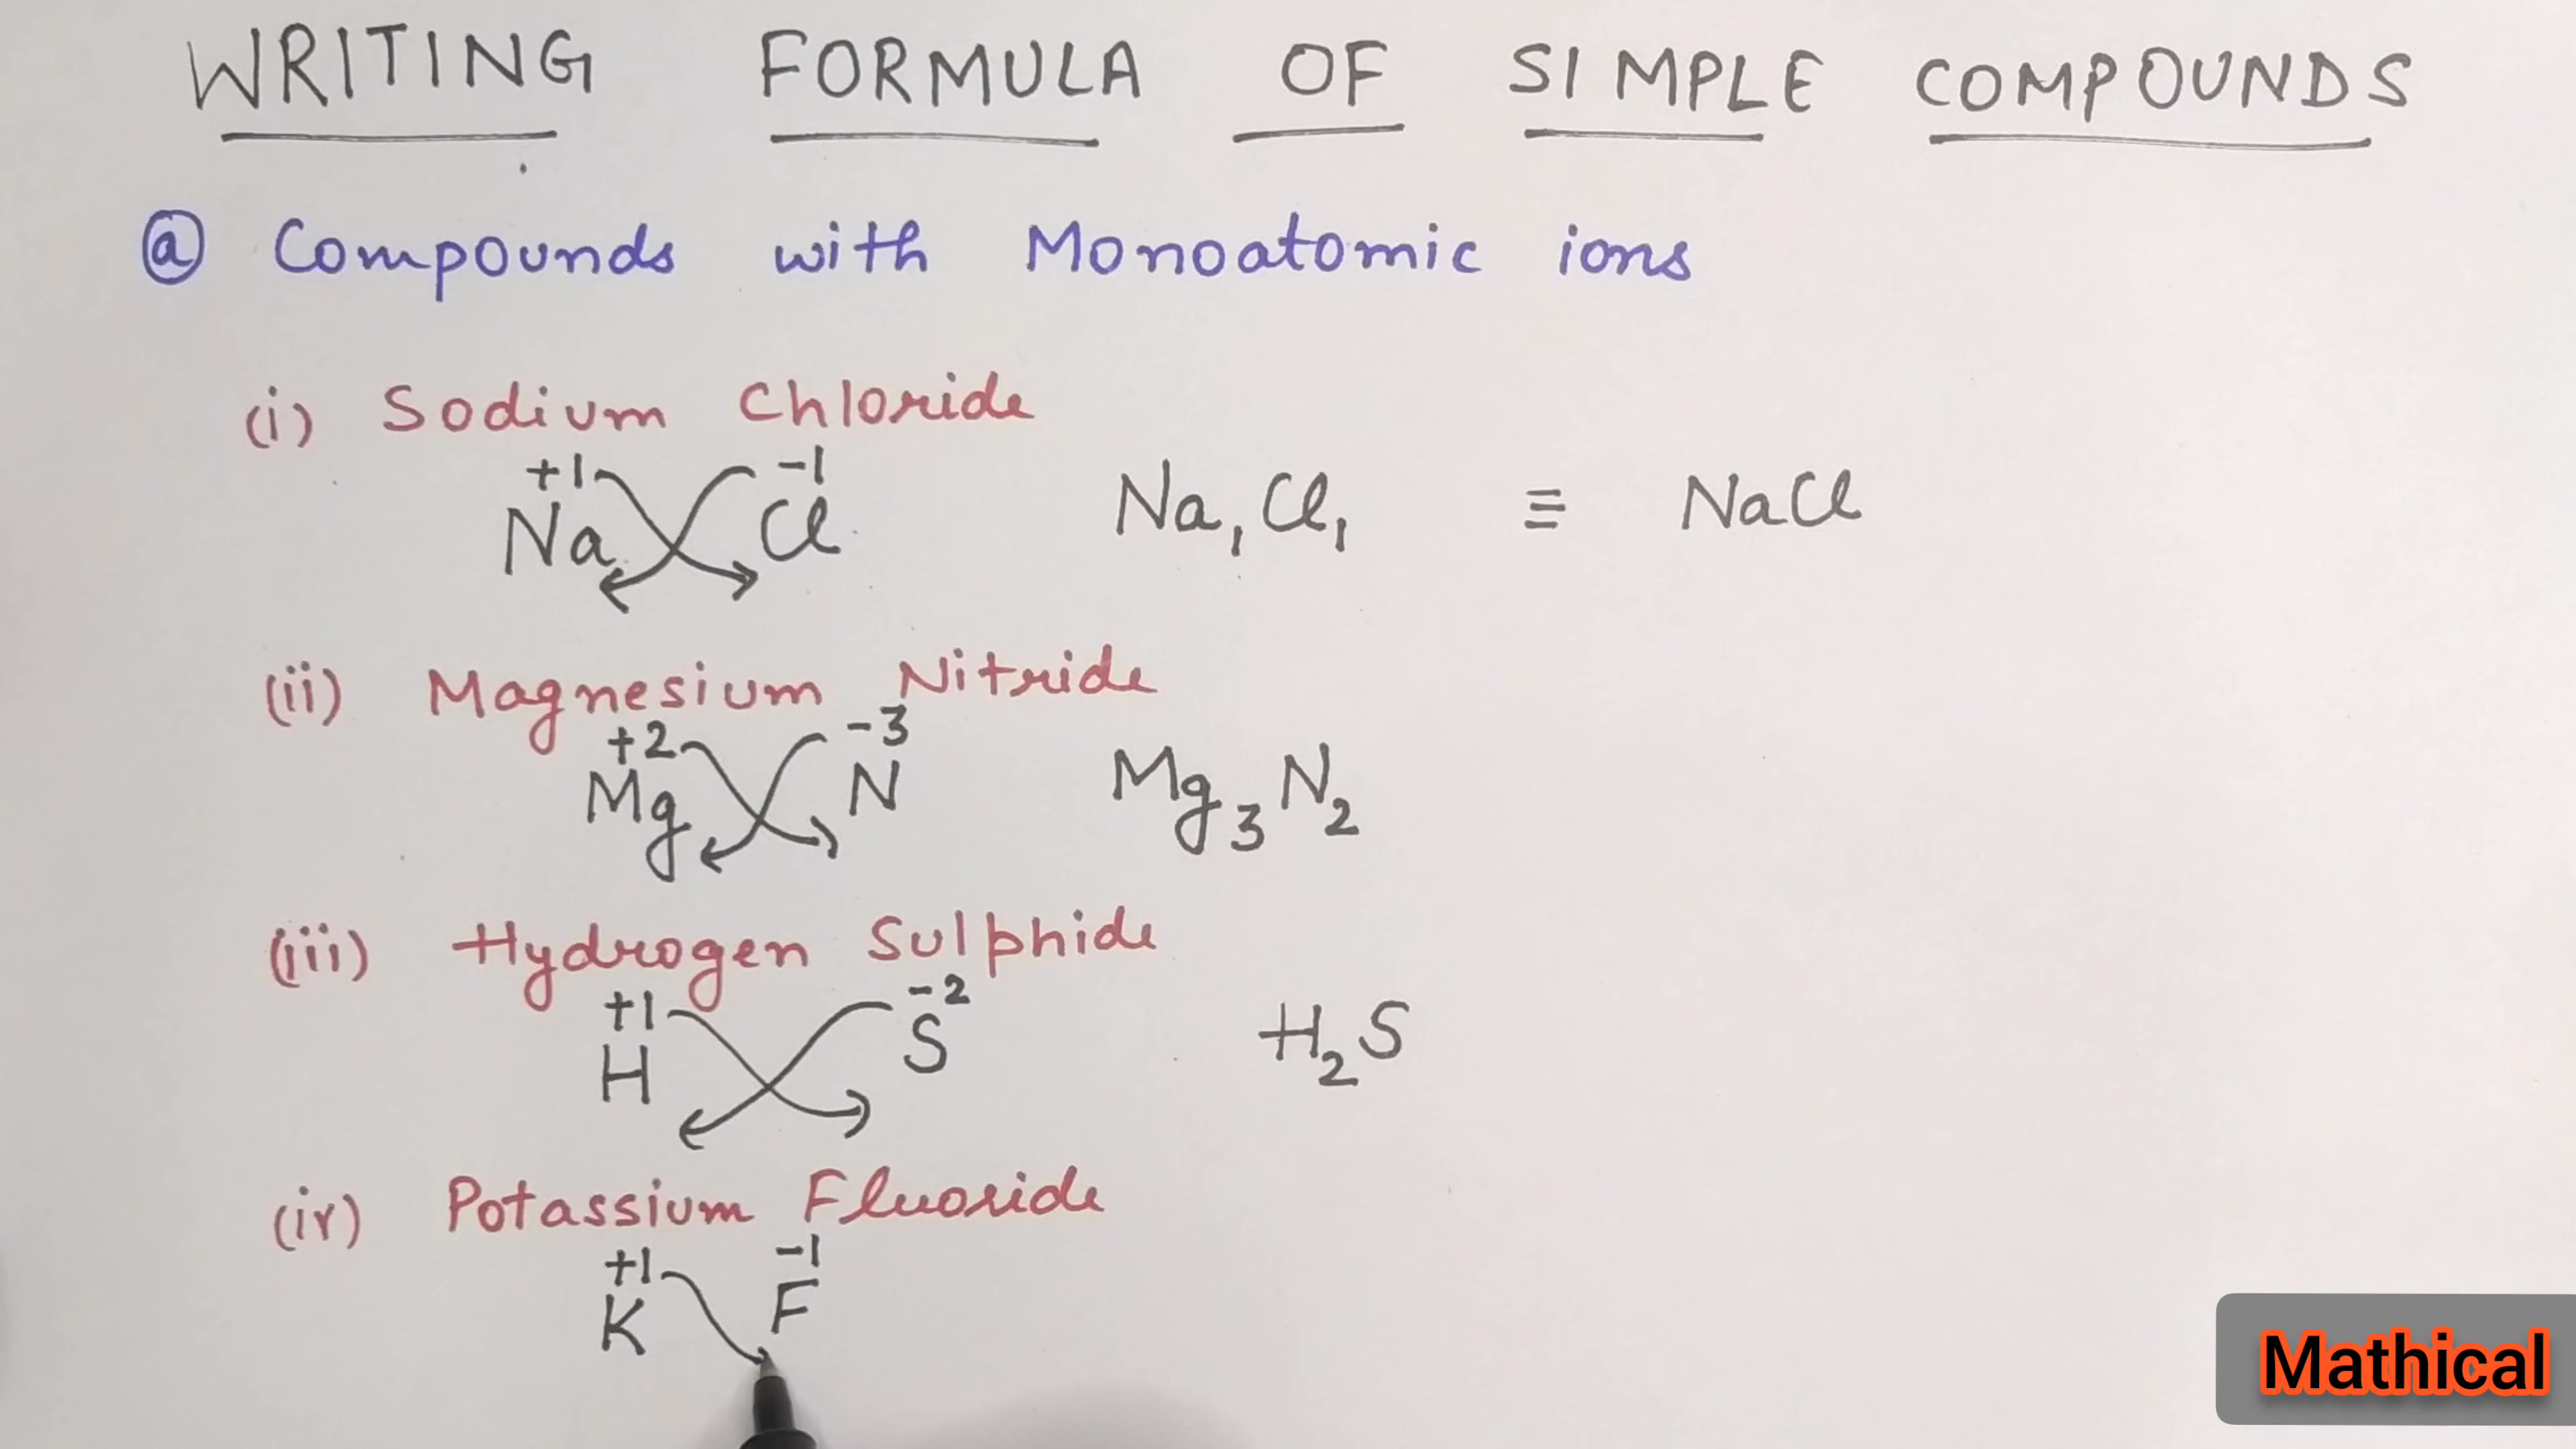 WRITING FORMULA OF SIMPLE COMPOUNDS
ⓐ Compounds with Monoatomic ions
(i) Sodium Chloride
+1 -1
Na Cl Na₁Cl₁ ≡ NaCl
(ii) Magnesium Nitride
+2 -3
Mg N Mg₃N₂
(iii) Hydrogen Sulphide
+1 -2
H S H₂S
(iv) Potassium Fluoride
+1 -1
K F
Mathical